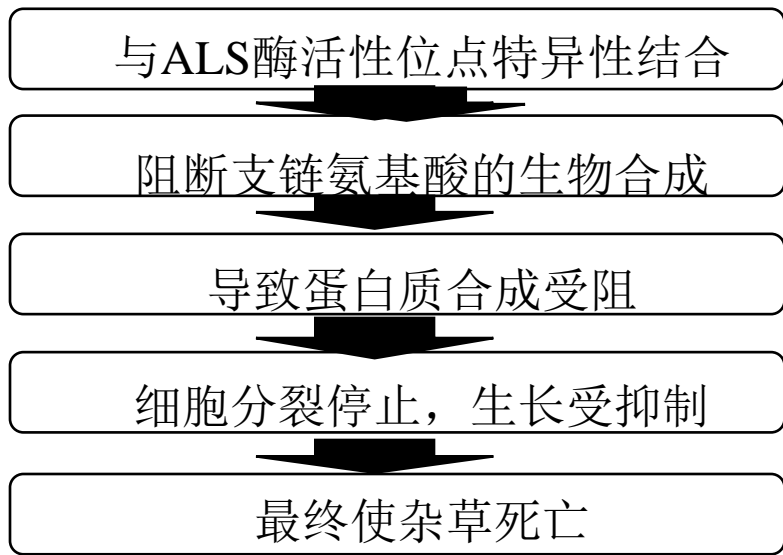 与ALS酶活性位点特异性结合
阻断支链氨基酸的生物合成
导致蛋白质合成受阻
细胞分裂停止，生长受抑制
最终使杂草死亡